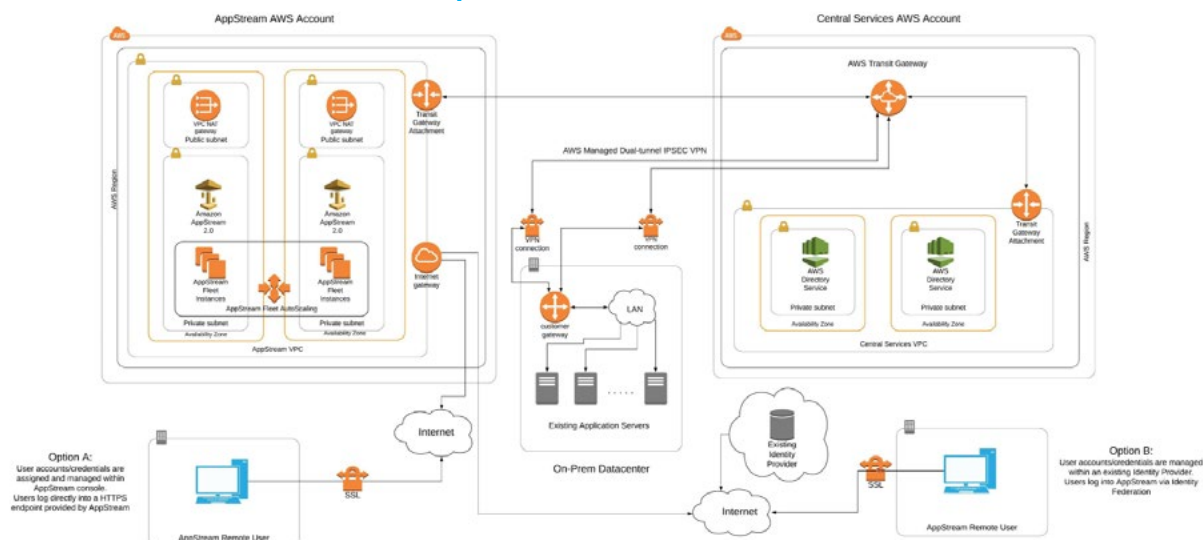 AppStream AWS Account
Central Services AWS Account
AWS
AWS
AWS Transit Gateway
VPC NAT
gateway
Public subnet
VPC NAT
gateway
Public subnet
Transit
Gateway
Attachment
AWS Managed Dual-tunnel IPSEC VPN
AWS Region
Amazon
AppStream
2.0
Amazon
AppStream
2.0
VPN
connection
VPN
connection
Transit
Gateway
Attachment
AWS Region
AppStream
Fleet
Instances
AppStream
Fleet
Instances
Internet
gateway
AWS
Directory
Service
AWS
Directory
Service
AppStream Fleet AutoScaling
Private subnet
Private subnet
Availability Zone
Availability Zone
AppStream VPC
customer
gateway
LAN
Private subnet
Private subnet
Availability Zone
Availability Zone
Central Services VPC
.....
Existing Application Servers
On-Prem Datacenter
Internet
Existing
Identity
Provider
Option A:
User accounts/credentials are
assigned and managed within
AppStream console.
Users log directly into a HTTPS
endpoint provided by AppStream
SSL
AppStream Remote User
Internet
SSL
AppStream Remote User
Option B:
User accounts/credentials are managed
within an existing Identity Provider.
Users log into AppStream via Identity
Federation